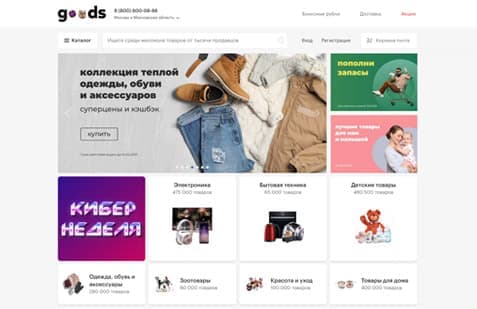 goods
8 (800) 600-08-88
Москва и Московская область
Бонусные рубли
Доставка
Акции
Каталог
Ищите среди миллионов товаров от тысячи продавцов
Вход
Регистрация
Корзина пуста
коллекция теплой
одежды, обуви
и аксессуаров
суперцены и кэшбэк
КУПИТЬ
пополни
запасы
лучшие товары
для мам
и малышей
КИБЕР
НЕДЕЛЯ
Электроника
475 000 товаров
Бытовая техника
65 000 товаров
Детские товары
490 500 товаров
Одежда, обувь и
аксессуары
280 000 товаров
Зоотовары
60 000 товаров
Красота и уход
100 000 товаров
Товары для дома
400 000 товаров